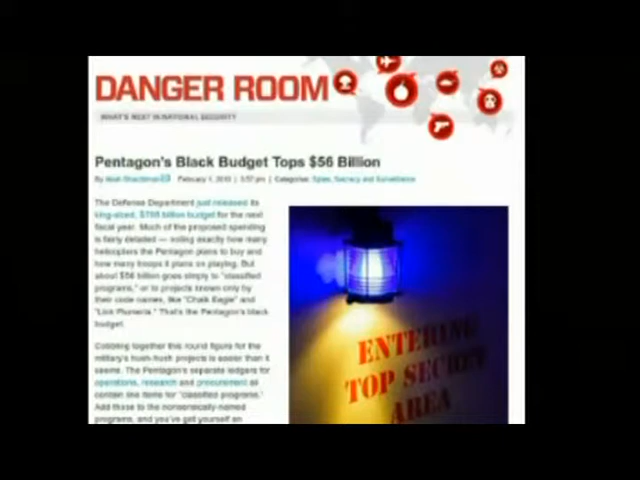 DANGER ROOM
WHAT'S NEXT IN NATIONAL SECURITY
Pentagon's Black Budget Tops $56 Billion
By Noah Shachtman February 1, 2010 | 5:57 pm | Categories: Spies, Secrecy and Surveillance
The Defense Department just released its
king-sized, $708 billion budget for the next
fiscal year. Much of the proposed spending
is fairly detailed — noting exactly how many
helicopters the Pentagon plans to buy and
how many troops it plans on paying. But
about $56 billion goes simply to "classified
programs," or to projects known only by
their code names, like "Chalk Eagle" and
"Link Plumeria." That's the Pentagon's black
budget.
Cobbling together this round figure for the
military's hush-hush projects is easier than it
seems. The Pentagon's separate ledgers for
operations, research and procurement all
contain line items for "classified programs."
Add those to the nonsensically-named
programs, and you've got yourself an
ENTERING
TOP SECRET
AREA